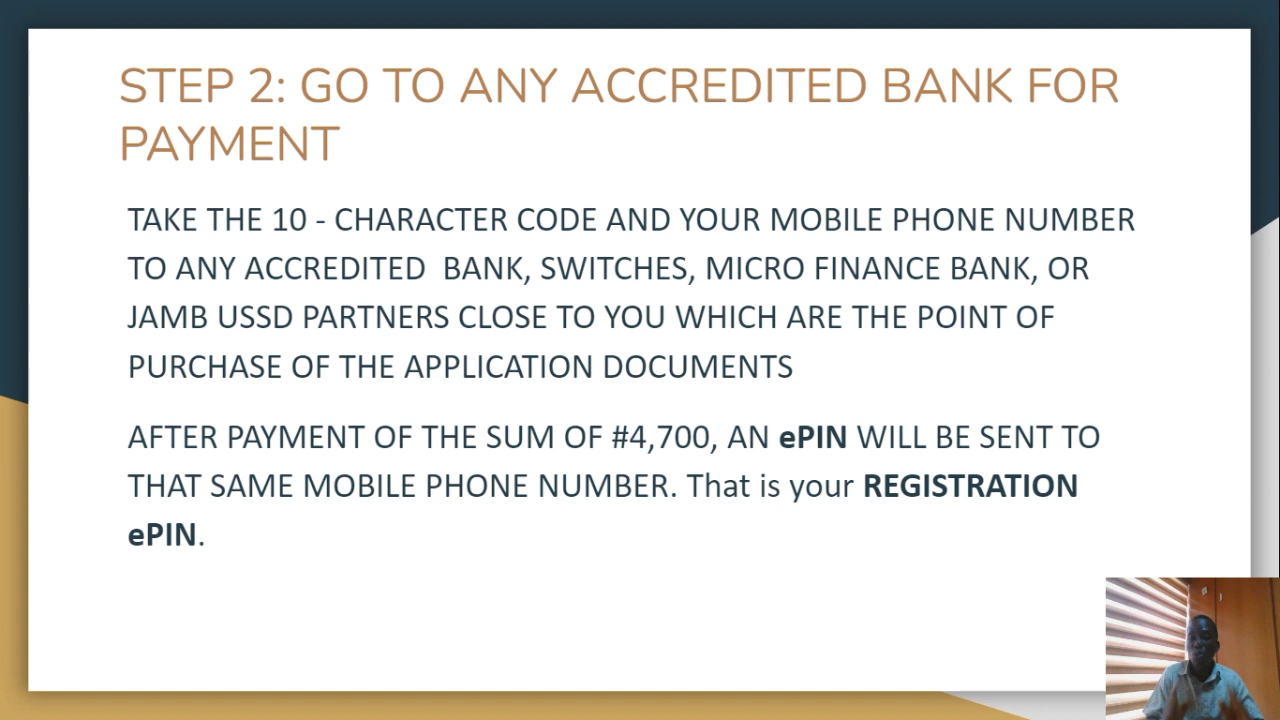 STEP 2: GO TO ANY ACCREDITED BANK FOR
PAYMENT
TAKE THE 10 - CHARACTER CODE AND YOUR MOBILE PHONE NUMBER
TO ANY ACCREDITED  BANK, SWITCHES, MICRO FINANCE BANK, OR
JAMB USSD PARTNERS CLOSE TO YOU WHICH ARE THE POINT OF
PURCHASE OF THE APPLICATION DOCUMENTS
AFTER PAYMENT OF THE SUM OF #4,700, AN ePIN WILL BE SENT TO
THAT SAME MOBILE PHONE NUMBER. That is your REGISTRATION
ePIN.